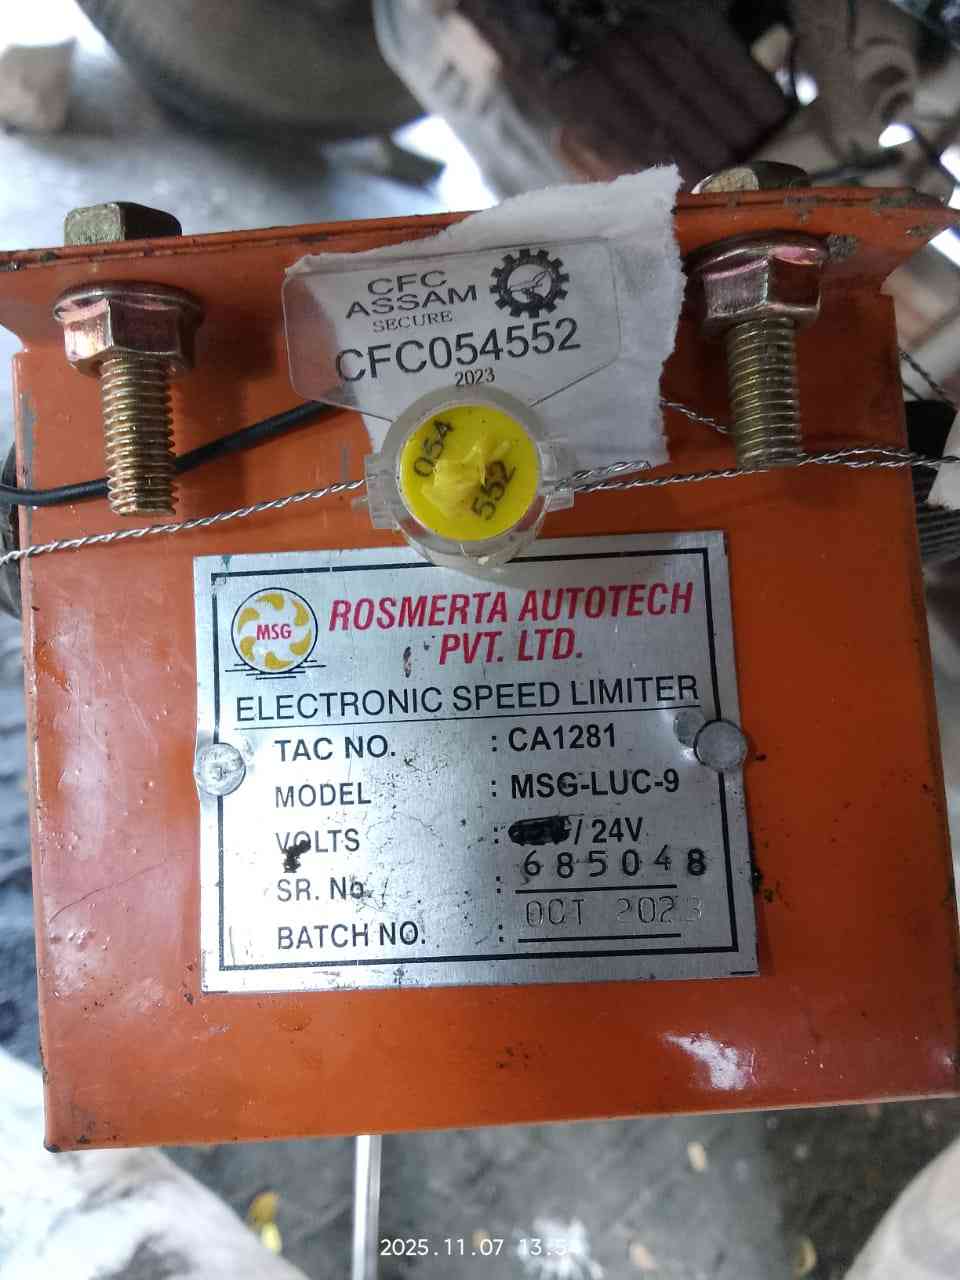 CFC
ASSAM
SECURE
CFC054552
2023
054
552
MSG
ROSMERTA AUTOTECH
PVT. LTD.
ELECTRONIC SPEED LIMITER
TAC NO. : CA1281
MODEL : MSG-LUC-9
VOLTS : / 24V
SR. No. : 685048
BATCH NO. : OCT 2023
2025.11.07 13:54